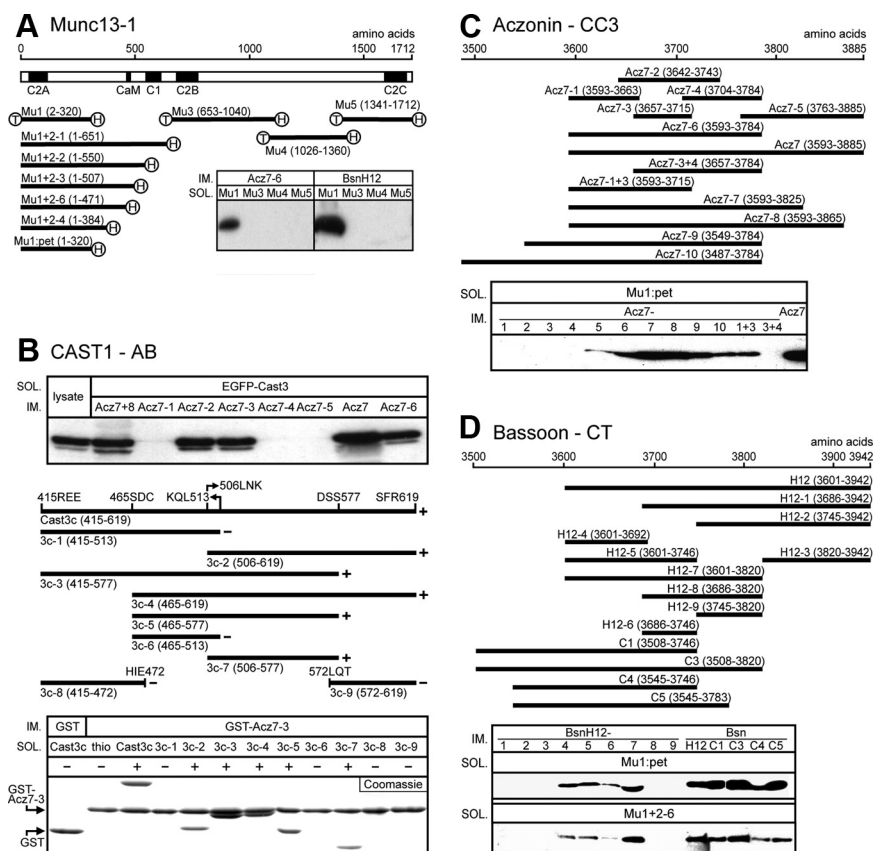 A Munc13-1
amino acids
0 500 1000 1500 1712
C2A CaM C1 C2B C2C
Mu1 (2-320) Mu3 (653-1040) Mu5 (1341-1712)
T H T H T H
Mu1+2-1 (1-651) H
T H
Mu4 (1026-1360)
Mu1+2-2 (1-550) H
Mu1+2-3 (1-507) H
Mu1+2-6 (1-471) H
Mu1+2-4 (1-384) H
Mu1:pet (1-320) H
IM. Acz7-6 BsnH12
SOL. Mu1 Mu3 Mu4 Mu5 Mu1 Mu3 Mu4 Mu5
B CAST1 - AB
SOL. lysate EGFP-Cast3
IM. Acz7+8 Acz7-1 Acz7-2 Acz7-3 Acz7-4 Acz7-5 Acz7 Acz7-6
506LNK
415REE 465SDC KQL513 DSS577 SFR619
+
Cast3c (415-619)
−
3c-1 (415-513)
+
3c-2 (506-619)
+
3c-3 (415-577)
+
3c-4 (465-619)
+
3c-5 (465-577)
−
3c-6 (465-513)
+
3c-7 (506-577)
HIE472 572LQT
− −
3c-8 (415-472) 3c-9 (572-619)
IM. GST GST-Acz7-3
SOL. Cast3c thio Cast3c 3c-1 3c-2 3c-3 3c-4 3c-5 3c-6 3c-7 3c-8 3c-9
− − + − + + + + − + − −
Coomassie
GST-
Acz7-3
GST
C Aczonin - CC3
amino acids
3500 3600 3700 3800 3885
Acz7-2 (3642-3743)
Acz7-1 (3593-3663) Acz7-4 (3704-3784)
Acz7-3 (3657-3715) Acz7-5 (3763-3885)
Acz7-6 (3593-3784)
Acz7 (3593-3885)
Acz7-3+4 (3657-3784)
Acz7-1+3 (3593-3715)
Acz7-7 (3593-3825)
Acz7-8 (3593-3865)
Acz7-9 (3549-3784)
Acz7-10 (3487-3784)
SOL. Mu1:pet
IM. Acz7- Acz7
1 2 3 4 5 6 7 8 9 10 1+3 3+4
D Bassoon - CT
amino acids
3500 3600 3700 3800 3900 3942
H12 (3601-3942)
H12-1 (3686-3942)
H12-2 (3745-3942)
H12-4 (3601-3692)
H12-5 (3601-3746) H12-3 (3820-3942)
H12-7 (3601-3820)
H12-8 (3686-3820)
H12-9 (3745-3820)
H12-6 (3686-3746)
C1 (3508-3746)
C3 (3508-3820)
C4 (3545-3746)
C5 (3545-3783)
IM. BsnH12- Bsn
1 2 3 4 5 6 7 8 9 H12 C1 C3 C4 C5
SOL. Mu1:pet
SOL. Mu1+2-6